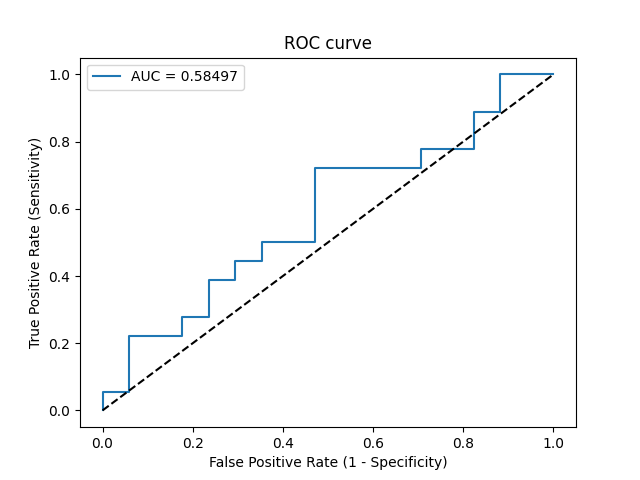 ROC curve
AUC = 0.58497
True Positive Rate (Sensitivity)
1.0
0.8
0.6
0.4
0.2
0.0
0.0 0.2 0.4 0.6 0.8 1.0
False Positive Rate (1 - Specificity)